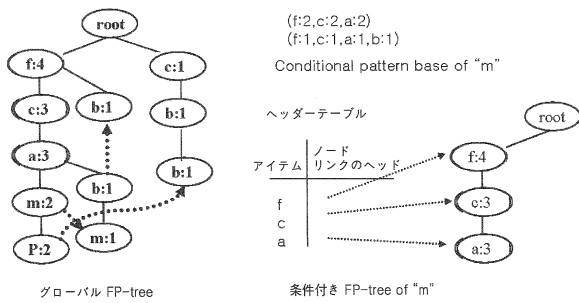 root
f:4
c:1
c:3
b:1
b:1
a:3
b:1
b:1
m:2
m:1
P:2
グローバル FP-tree
(f:2,c:2,a:2)
(f:1,c:1,a:1,b:1)
Conditional pattern base of “m”
ヘッダーテーブル
アイテム
ノード
リンクのヘッド
f
c
a
root
f:4
c:3
a:3
条件付き FP-tree of “m”